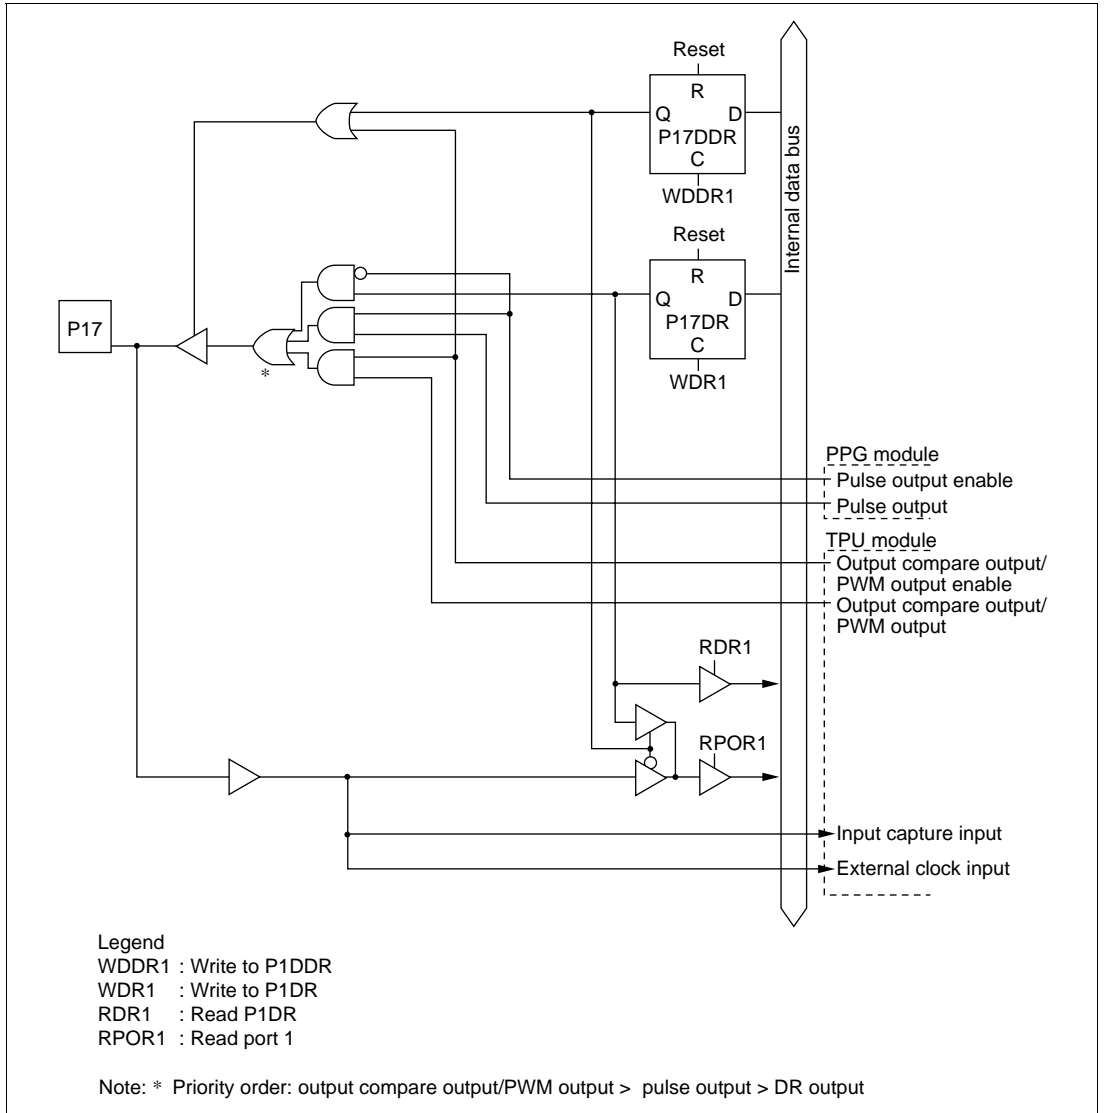 Reset
R
Q D
P17DDR
C
WDDR1
Internal data bus
Reset
R
Q D
P17DR
C
WDR1
P17
*
PPG module
Pulse output enable
Pulse output
TPU module
Output compare output/
PWM output enable
Output compare output/
PWM output
RDR1
RPOR1
Input capture input
External clock input
Legend
WDDR1 : Write to P1DDR
WDR1 : Write to P1DR
RDR1 : Read P1DR
RPOR1 : Read port 1
Note: * Priority order: output compare output/PWM output > pulse output > DR output